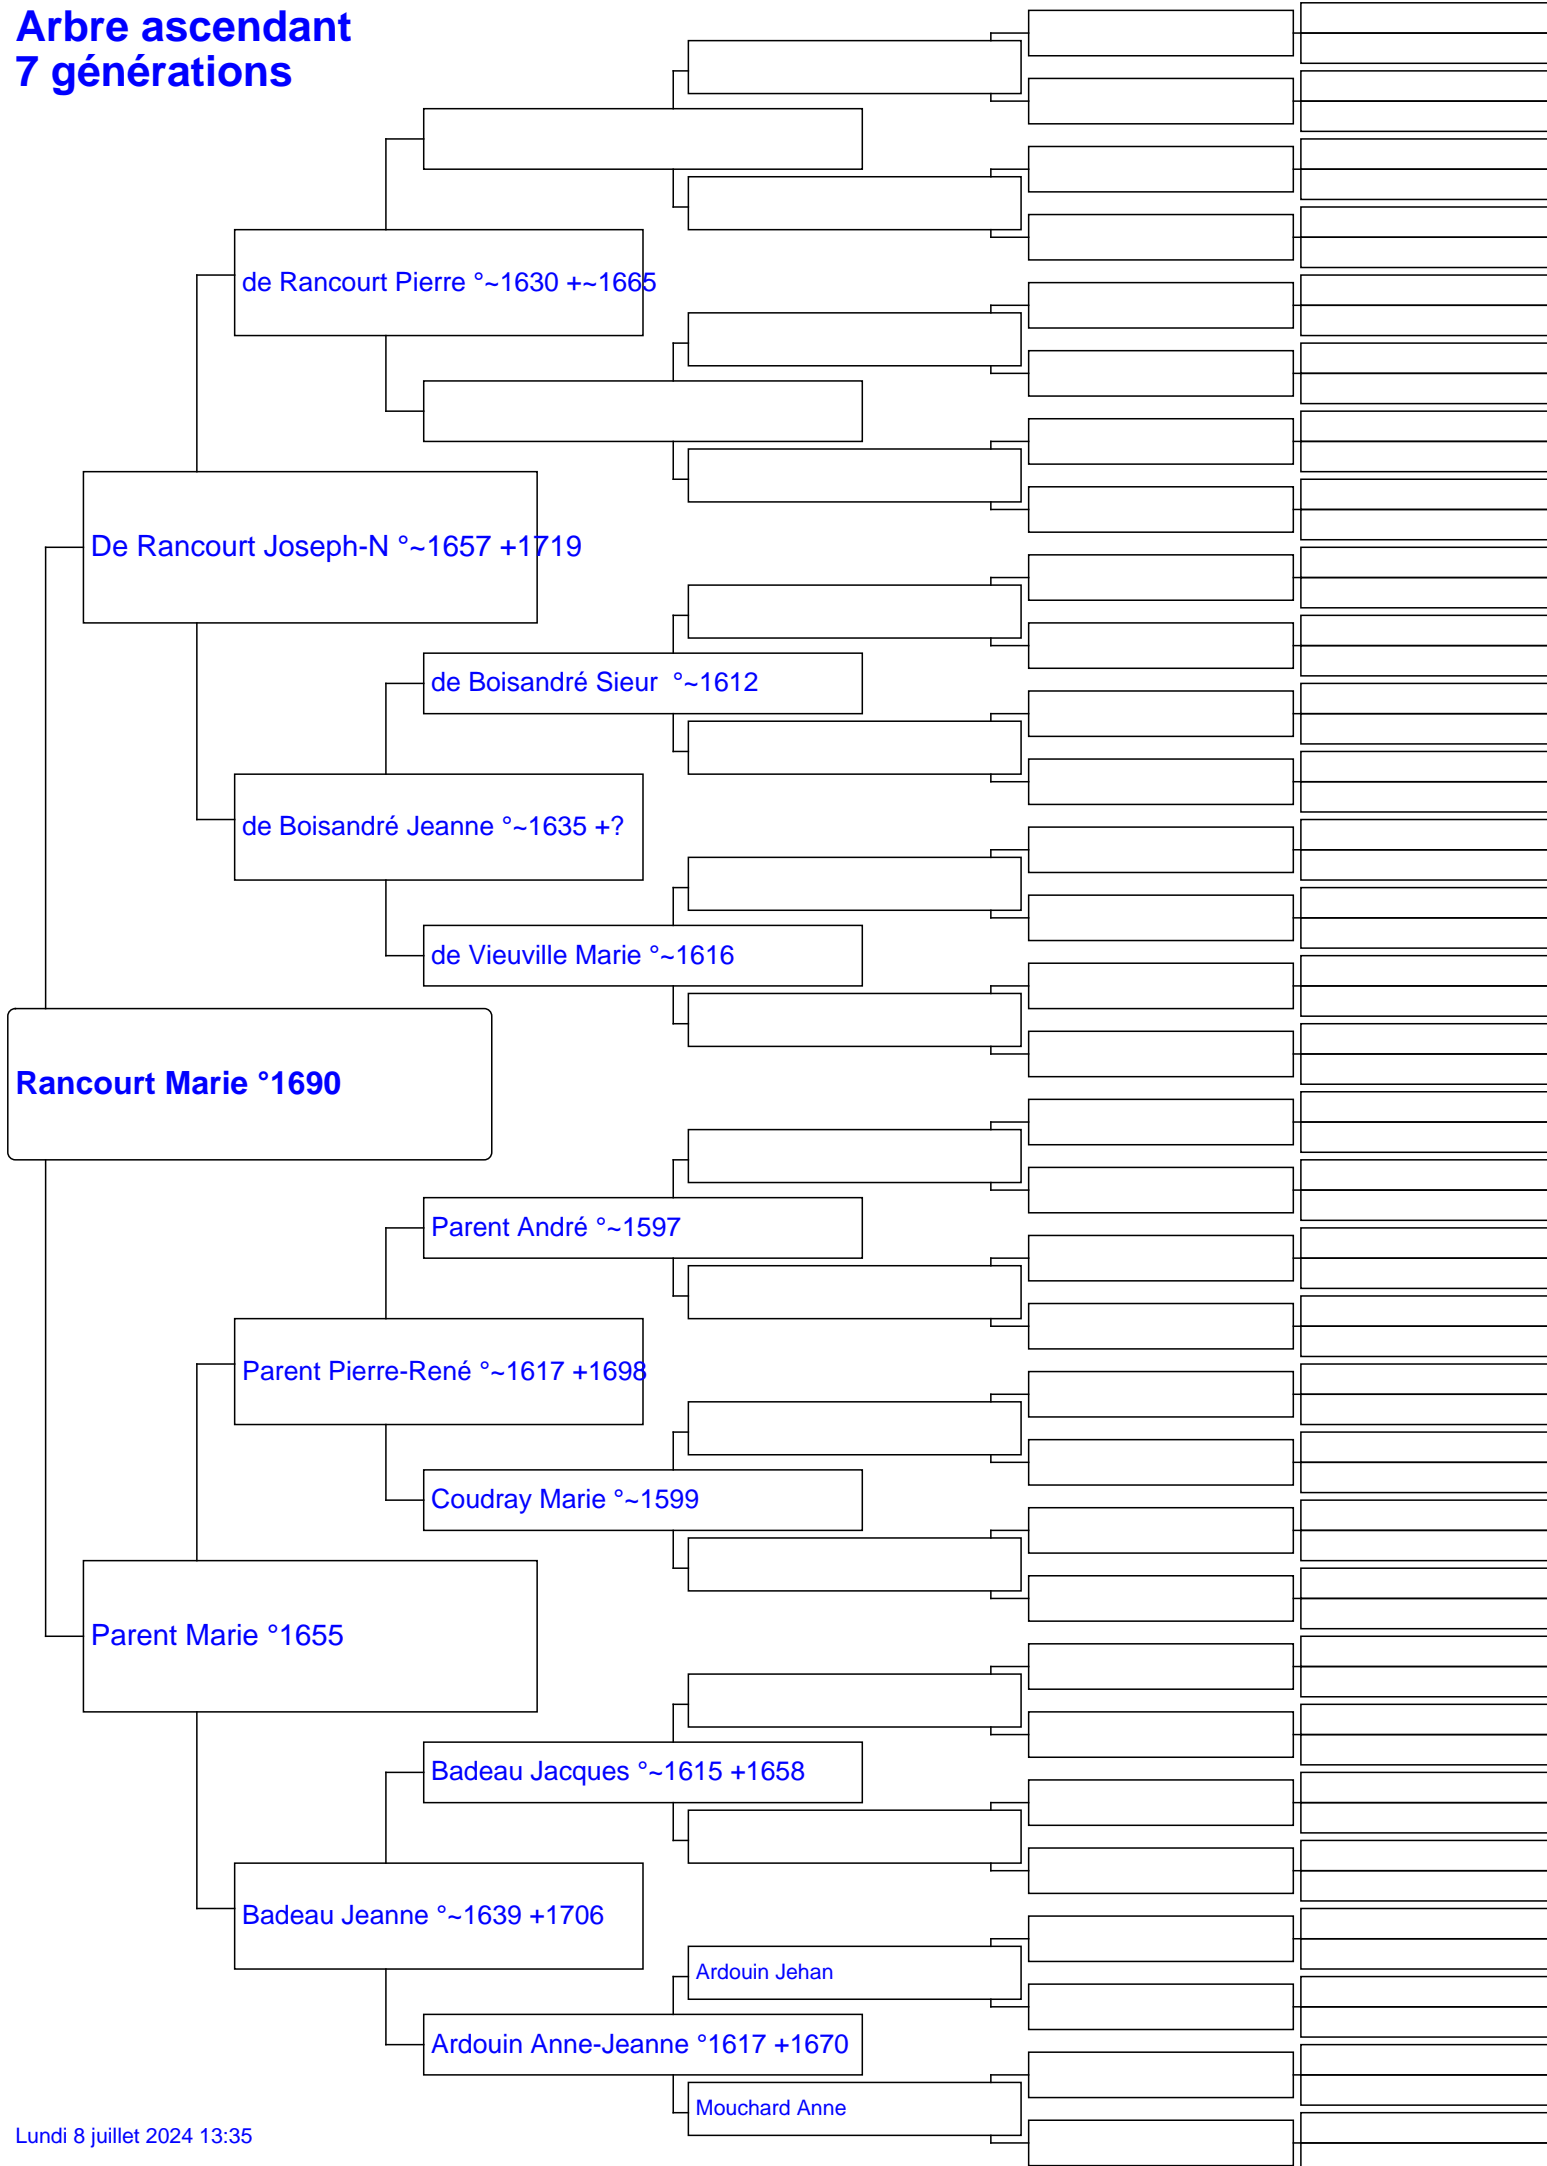 Arbre ascendant
7 générations
de Rancourt Pierre °~1630 +~1665
De Rancourt Joseph-N °~1657 +1719
de Boisandré Sieur  °~1612
de Boisandré Jeanne °~1635 +?
de Vieuville Marie °~1616
Rancourt Marie °1690
Parent André °~1597
Parent Pierre-René °~1617 +1698
Coudray Marie °~1599
Parent Marie °1655
Badeau Jacques °~1615 +1658
Badeau Jeanne °~1639 +1706
Ardouin Jehan
Ardouin Anne-Jeanne °1617 +1670
Mouchard Anne
Lundi 8 juillet 2024 13:35